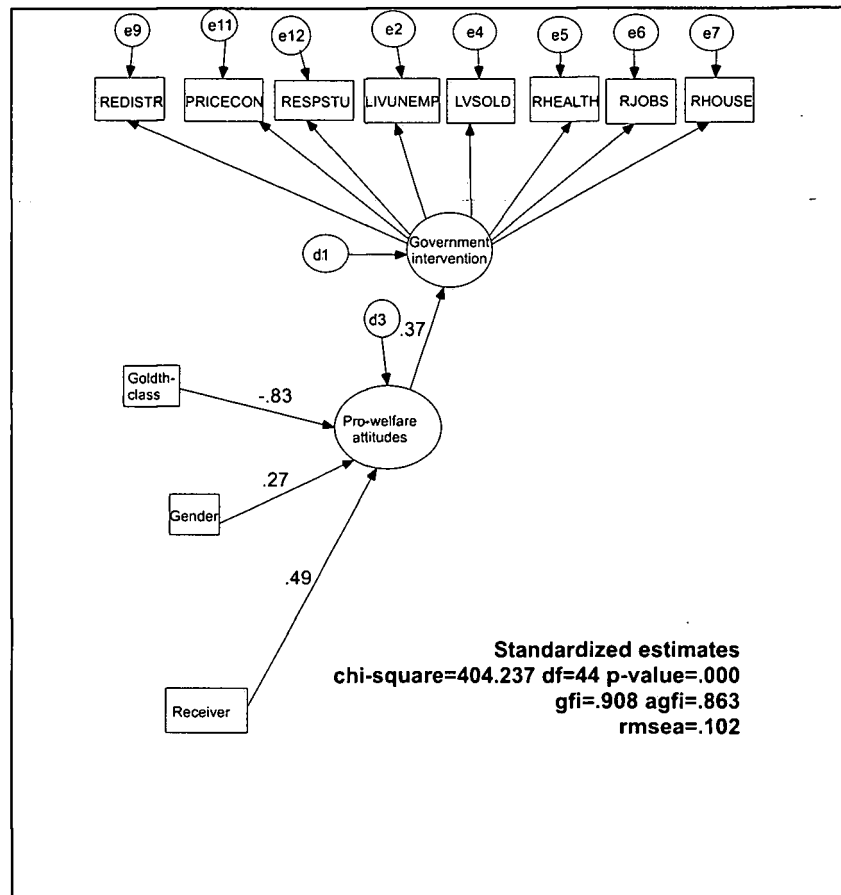 e9 e11 e12 e2 e4 e5 e6 e7
REDISTR PRICECON RESPSTU LIVUNEMP LVSOLD RHEALTH RJOBS RHOUSE
Government
intervention
d1
d3
.37
Goldth-
class
-.83
Pro-welfare
attitudes
.27
Gender
.49
Receiver
Standardized estimates
chi-square=404.237 df=44 p-value=.000
gfi=.908 agfi=.863
rmsea=.102